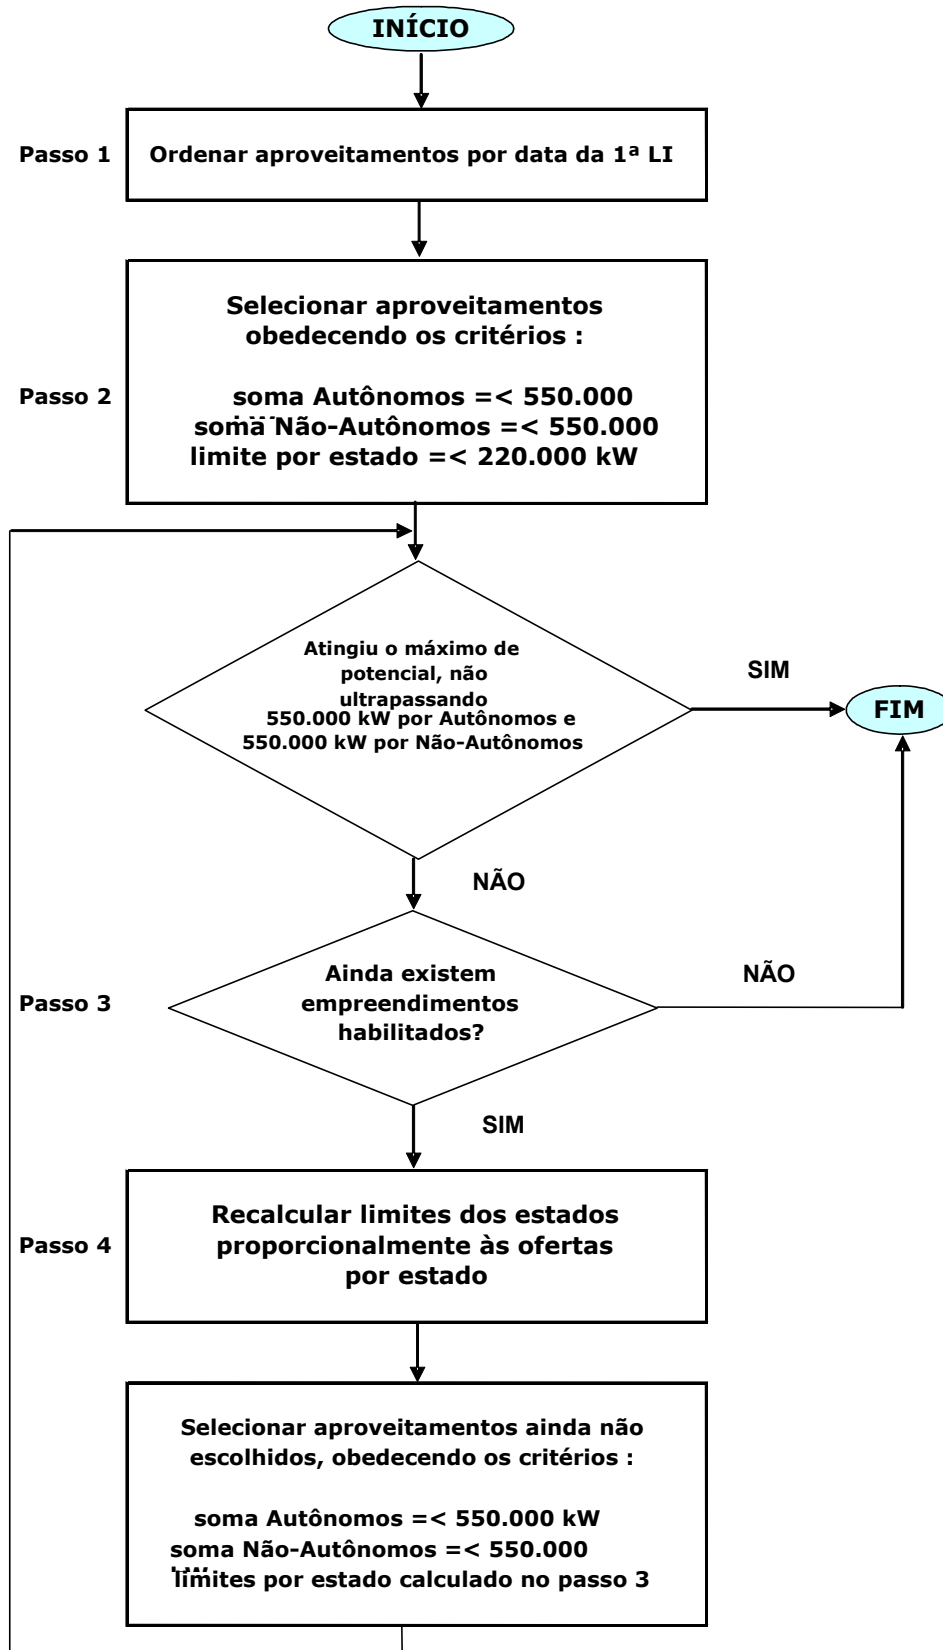 INÍCIO
Passo 1
Ordenar aproveitamentos por data da 1ª LI
Passo 2
Selecionar aproveitamentos
obedecendo os critérios :
soma Autônomos =< 550.000
soma Não-Autônomos =< 550.000
limite por estado =< 220.000 kW
Atingiu o máximo de
potencial, não
ultrapassando
550.000 kW por Autônomos e
550.000 kW por Não-Autônomos
SIM
FIM
NÃO
Passo 3
Ainda existem
empreendimentos
habilitados?
NÃO
SIM
Passo 4
Recalcular limites dos estados
proporcionalmente às ofertas
por estado
Selecionar aproveitamentos ainda não
escolhidos, obedecendo os critérios :
soma Autônomos =< 550.000 kW
soma Não-Autônomos =< 550.000
limites por estado calculado no passo 3